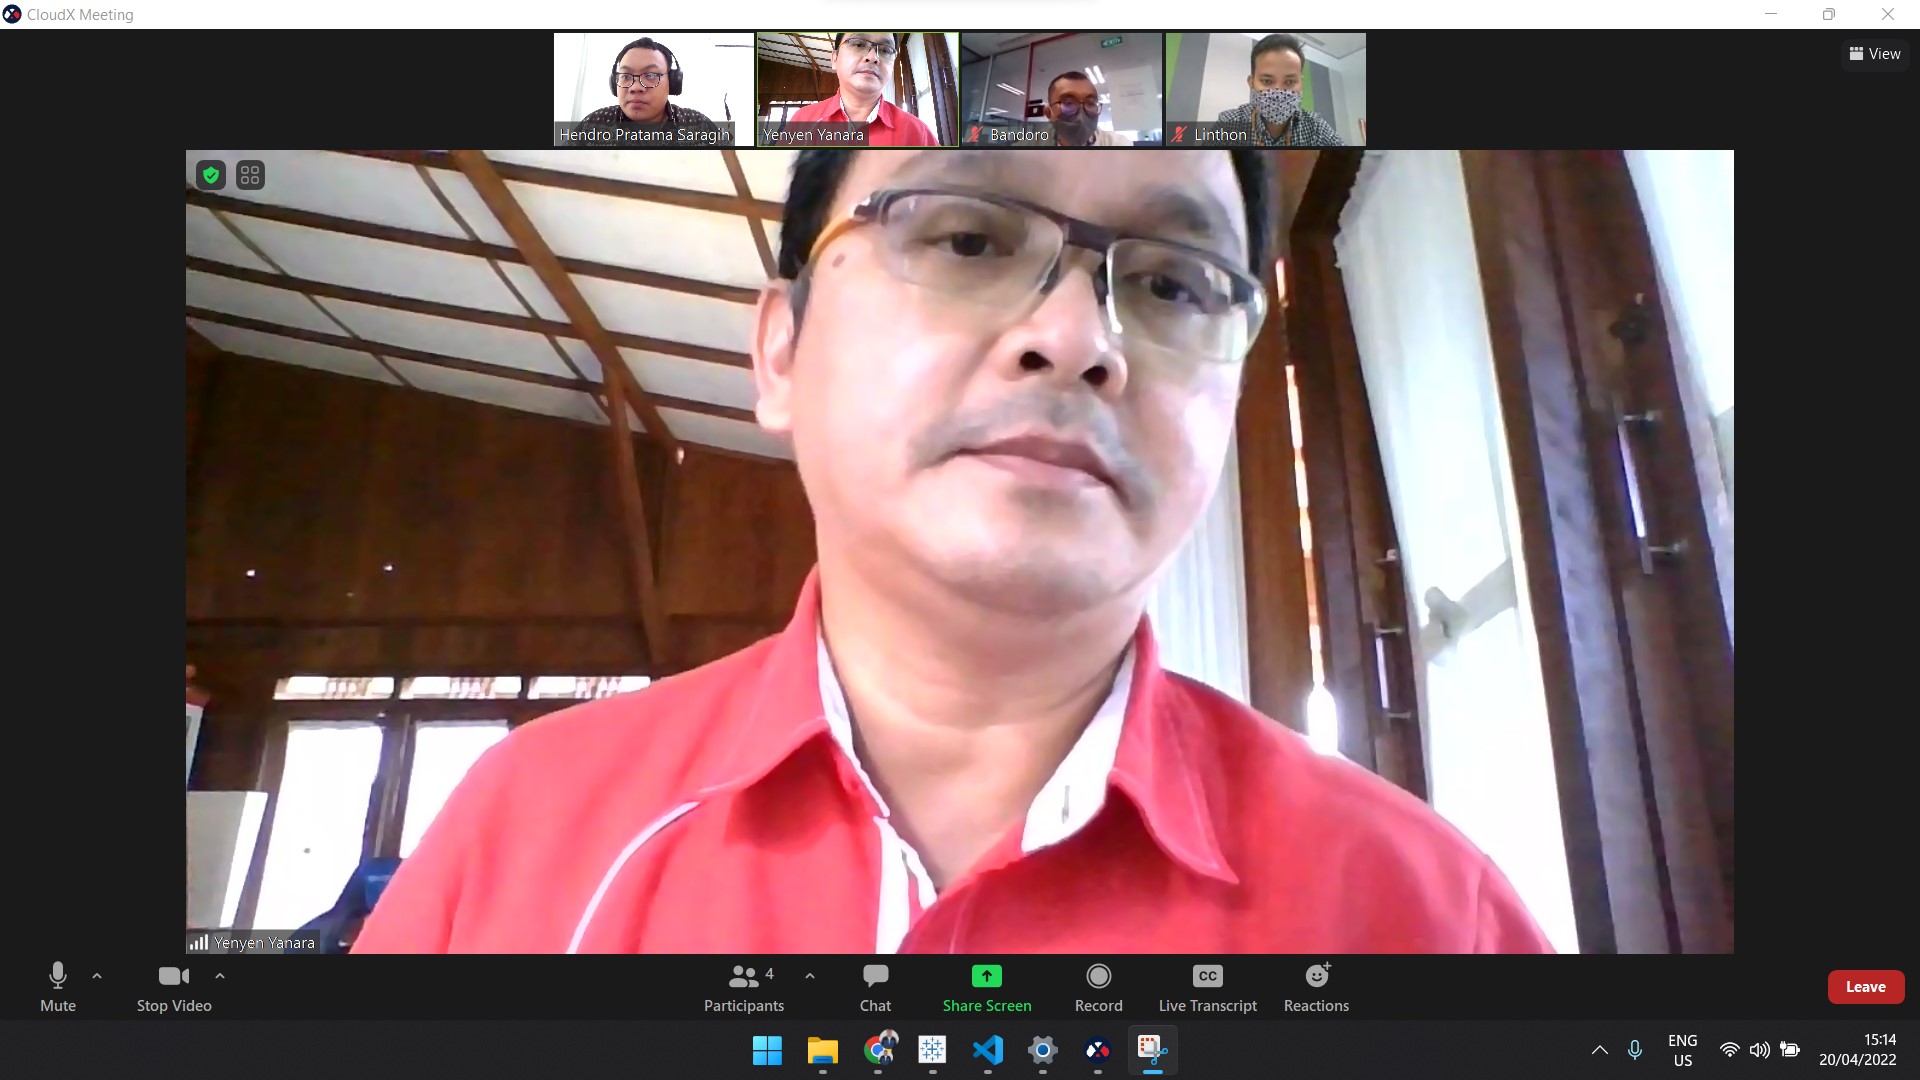 CloudX Meeting
View
Hendro Pratama Saragih
Yenyen Yanara
Bandoro
Linthon
Yenyen Yanara
Mute
Stop Video
4
Participants
Chat
Share Screen
Record
CC
Live Transcript
Reactions
Leave
ENG
US
15:14
20/04/2022